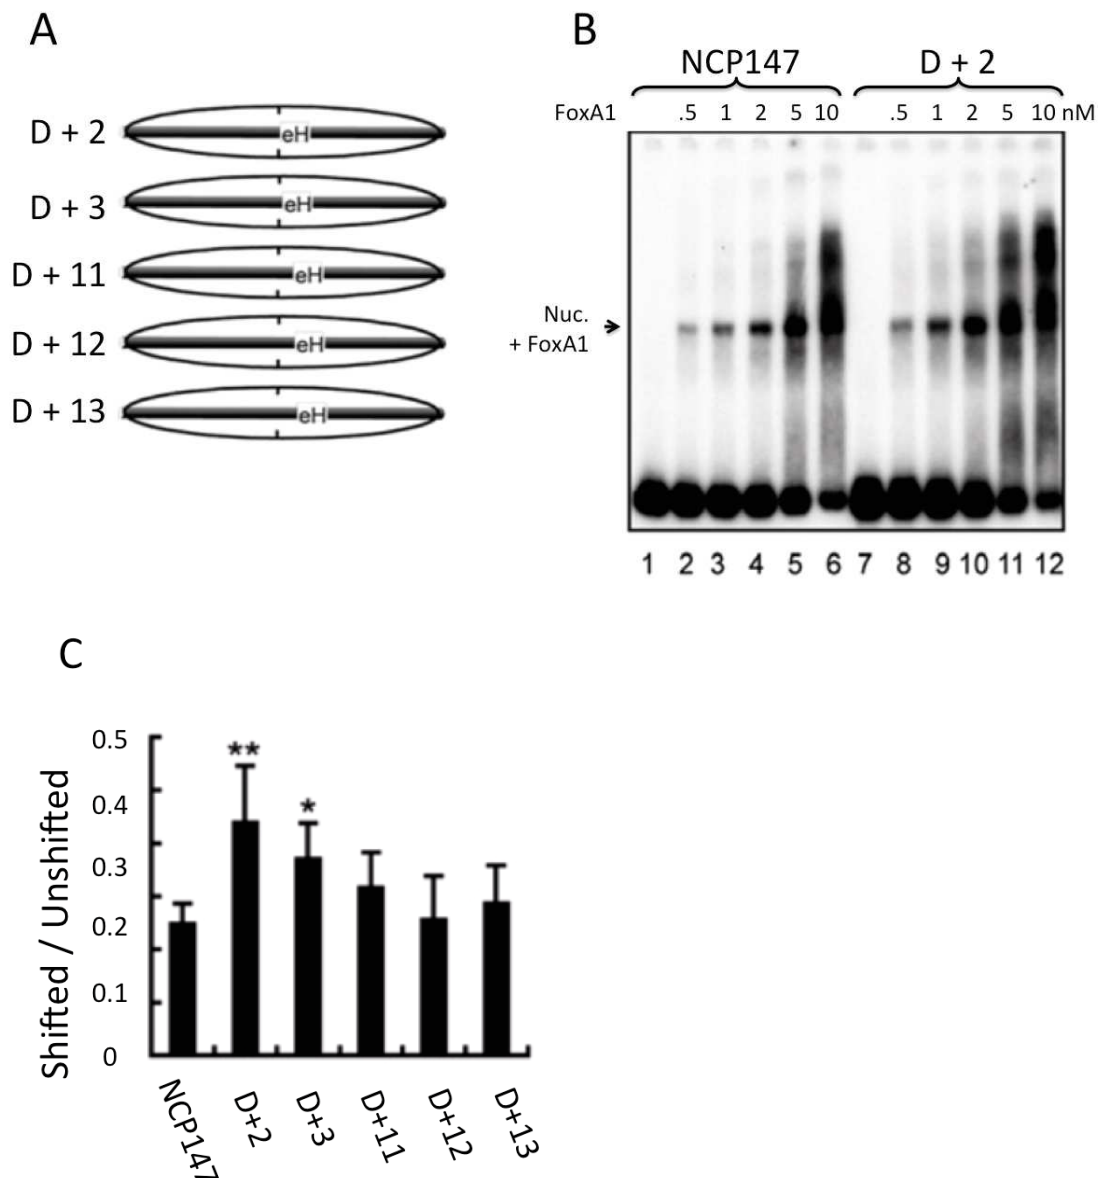 A
D + 2 eH
D + 3 eH
D + 11 eH
D + 12 eH
D + 13 eH
B
NCP147 D + 2
FoxA1 .5 1 2 5 10 .5 1 2 5 10 nM
Nuc.
+ FoxA1
1 2 3 4 5 6 7 8 9 10 11 12
C
Shifted / Unshifted
0.5
0.4
0.3
0.2
0.1
0
** *
NCP147 D+2 D+3 D+11 D+12 D+13